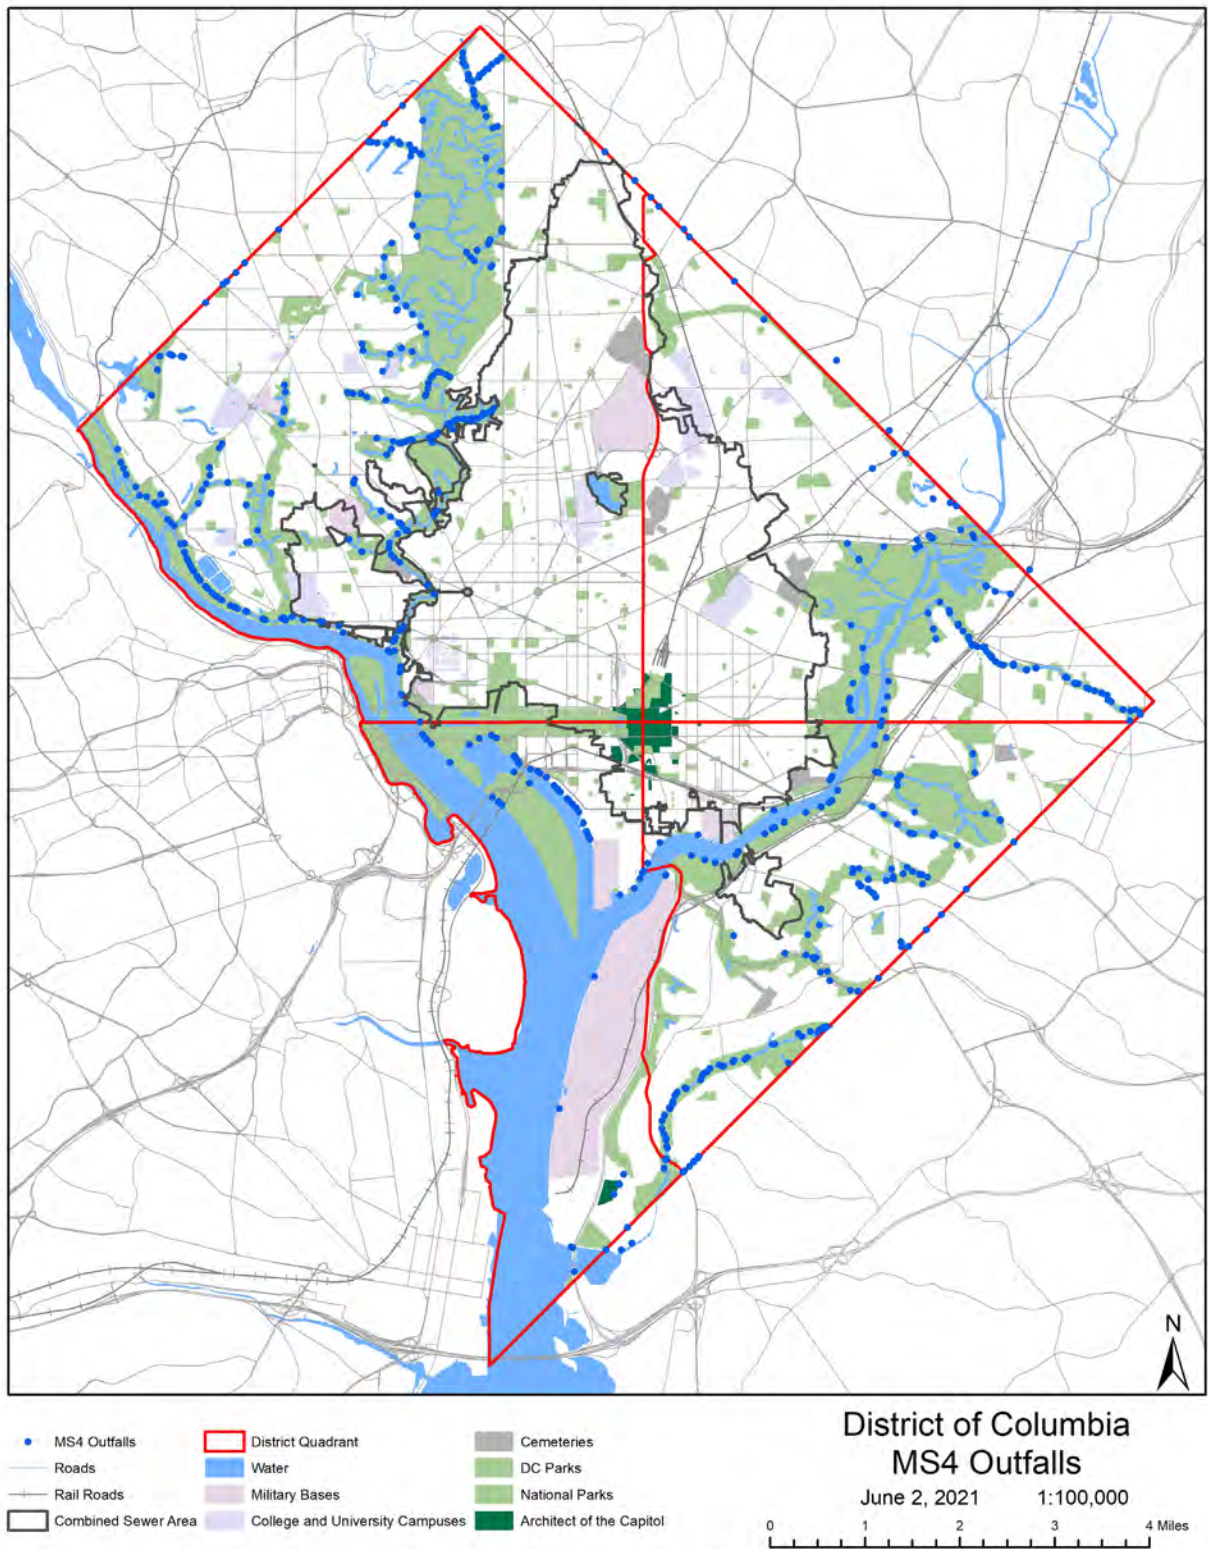 N
MS4 Outfalls
Roads
Rail Roads
Combined Sewer Area
District Quadrant
Water
Military Bases
College and University Campuses
Cemeteries
DC Parks
National Parks
Architect of the Capitol
District of Columbia
MS4 Outfalls
June 2, 2021 1:100,000
0 1 2 3 4 Miles